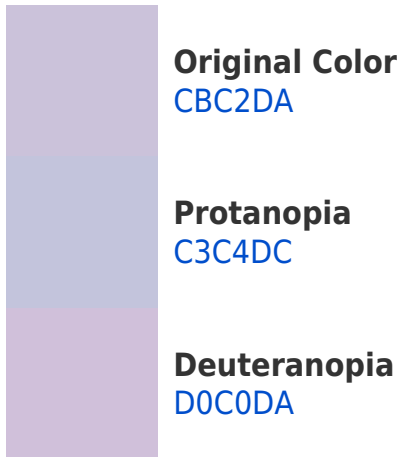 Original Color
CBC2DA
Protanopia
C3C4DC
Deuteranopia
D0C0DA